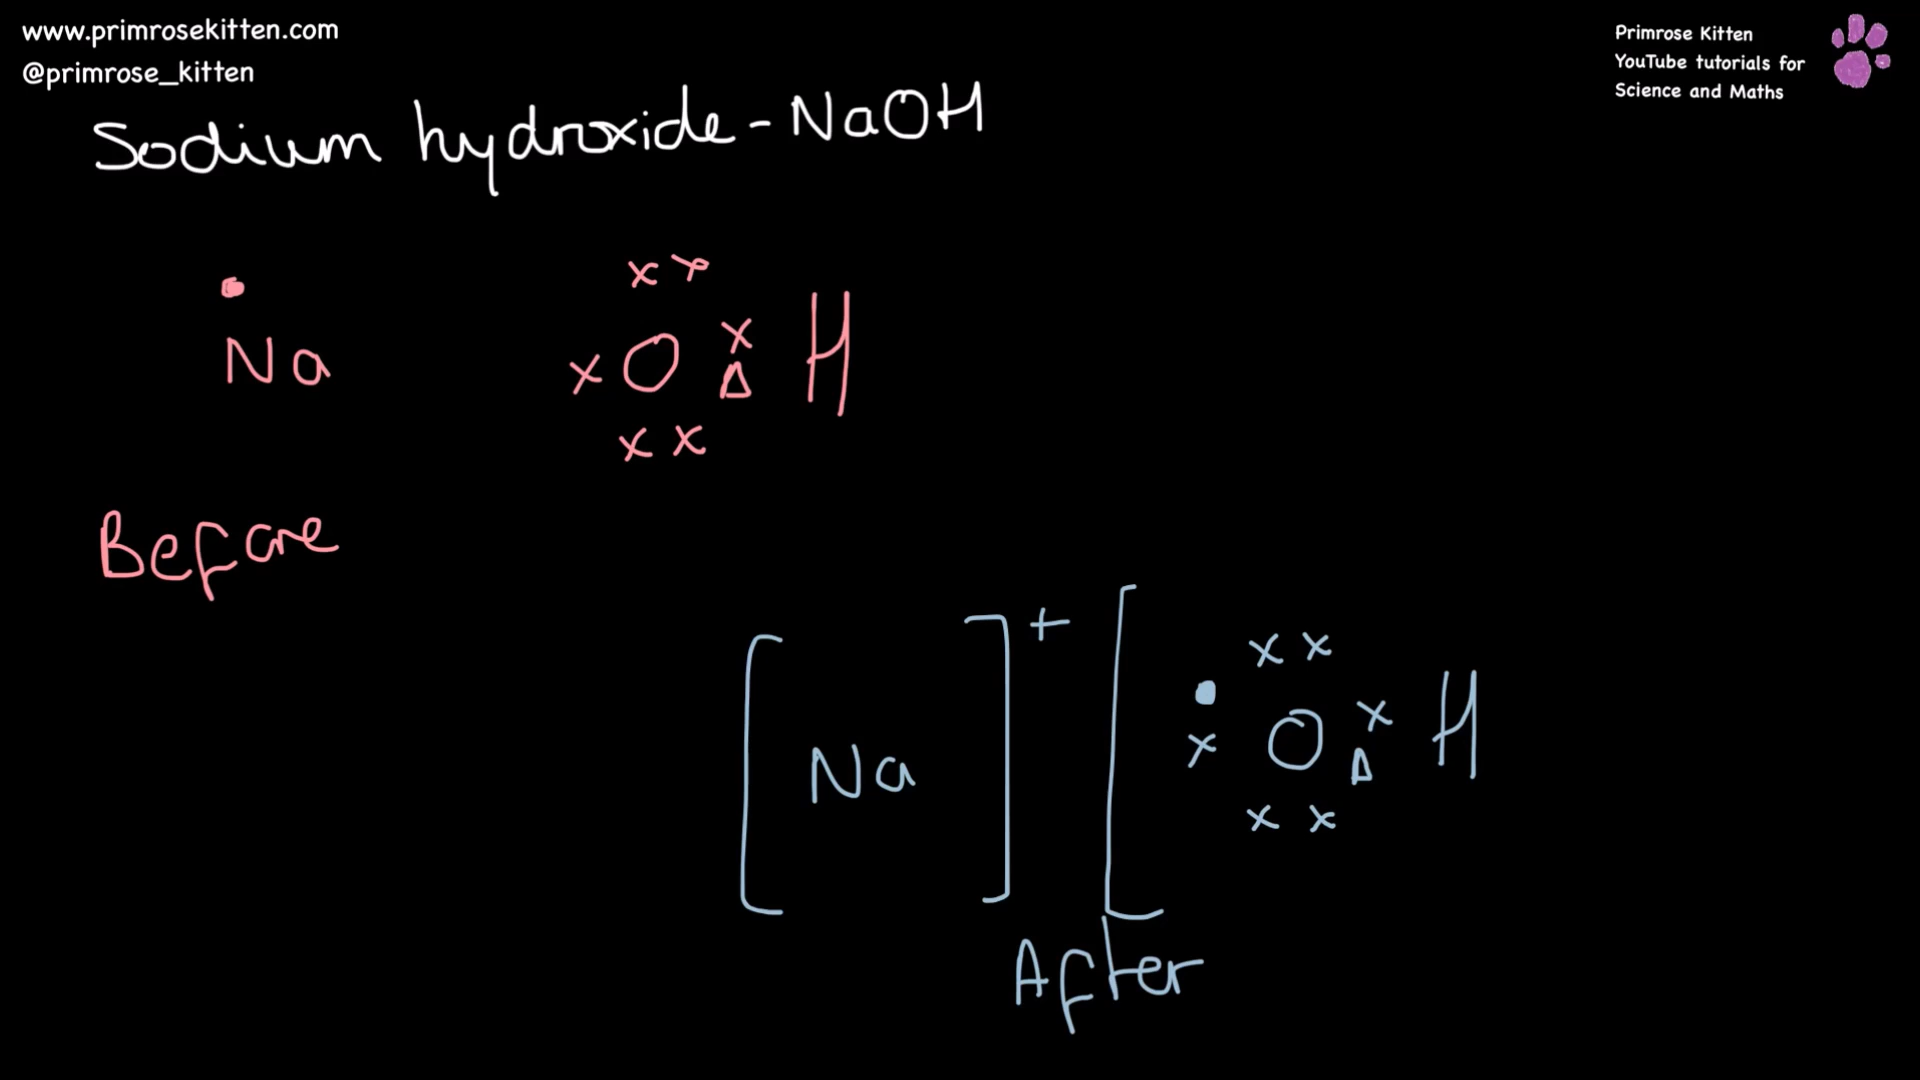 www.primrosekitten.com
@primrose_kitten
Primrose Kitten
YouTube tutorials for
Science and Maths
Sodium hydroxide - NaOH
•
x x
Na x O x Δ H
x x
Before
[ Na ]+ [ • x x x O x Δ H x x
After